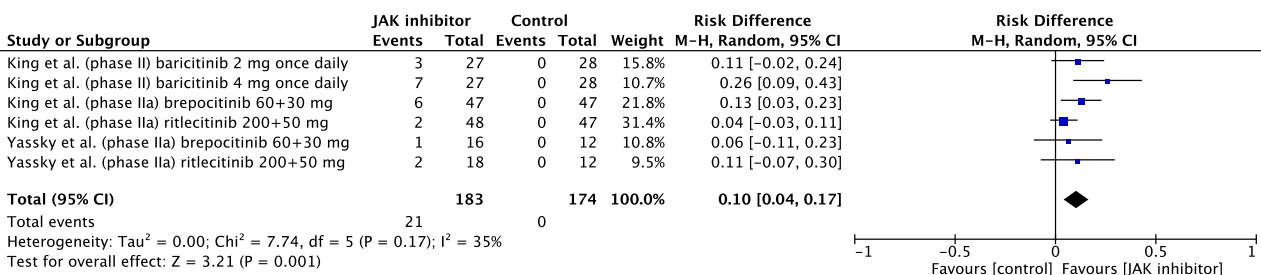 JAK inhibitor Control Risk Difference Risk Difference
Study or Subgroup Events Total Events Total Weight M-H, Random, 95% CI M-H, Random, 95% CI
King et al. (phase II) baricitinib 2 mg once daily 3 27 0 28 15.8% 0.11 [-0.02, 0.24]
King et al. (phase II) baricitinib 4 mg once daily 7 27 0 28 10.7% 0.26 [0.09, 0.43]
King et al. (phase IIa) brepocitinib 60+30 mg 6 47 0 47 21.8% 0.13 [0.03, 0.23]
King et al. (phase IIa) ritlecitinib 200+50 mg 2 48 0 47 31.4% 0.04 [-0.03, 0.11]
Yassky et al. (phase IIa) brepocitinib 60+30 mg 1 16 0 12 10.8% 0.06 [-0.11, 0.23]
Yassky et al. (phase IIa) ritlecitinib 200+50 mg 2 18 0 12 9.5% 0.11 [-0.07, 0.30]
Total (95% CI) 183 174 100.0% 0.10 [0.04, 0.17]
Total events 21 0
Heterogeneity: Tau² = 0.00; Chi² = 7.74, df = 5 (P = 0.17); I² = 35%
Test for overall effect: Z = 3.21 (P = 0.001)
-1 -0.5 0 0.5 1
Favours [control] Favours [JAK inhibitor]